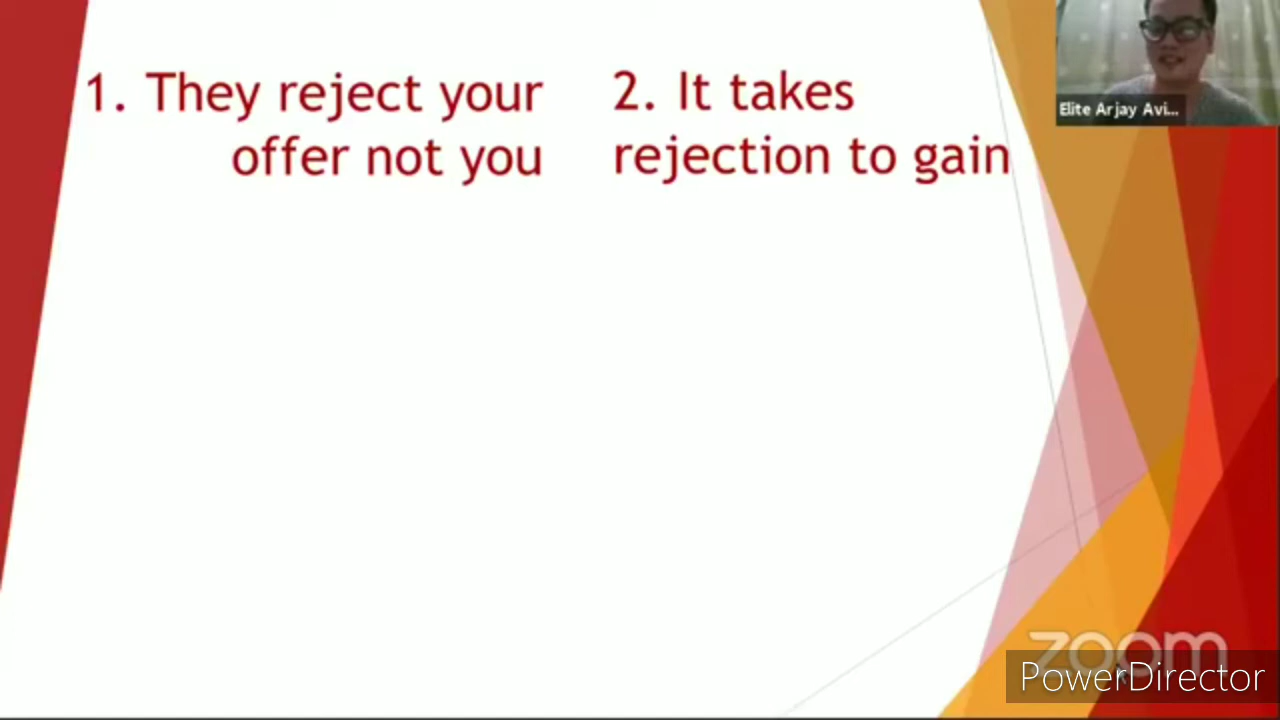 1. They reject your
offer not you
2. It takes
rejection to gain
Elite Arjay Avi...
zoom
PowerDirector